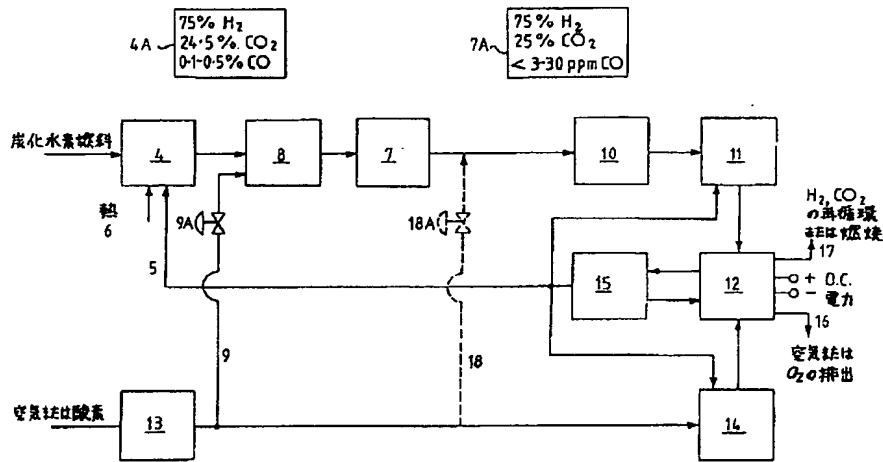 4A
75% H2
24·5% CO2
0·1-0·5% CO
7A
75% H2
25% CO2
< 3-30 ppm CO
炭化水素燃料
4
8
7
10
11
熱
6
9A
18A
H2, CO2
の再循環
または燃焼
17
5
15
12
+ D.C.
- 電力
16
9
18
空気または
O2の排出
空気または酸素
13
14